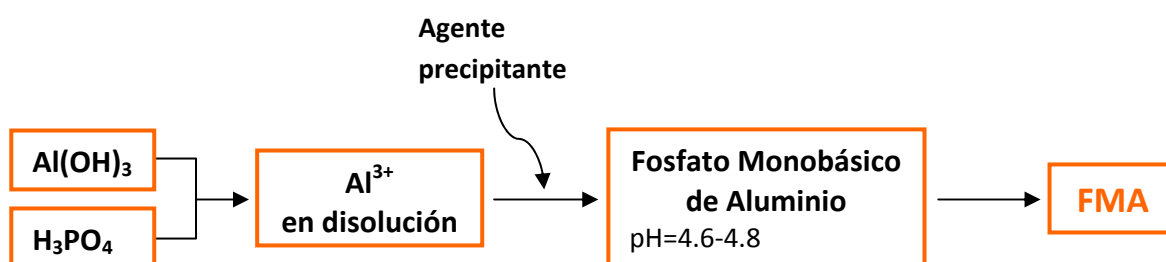 Agente
precipitante
Al(OH)₃
H₃PO₄
Al³⁺
en disolución
Fosfato Monobásico
de Aluminio
pH=4.6-4.8
FMA